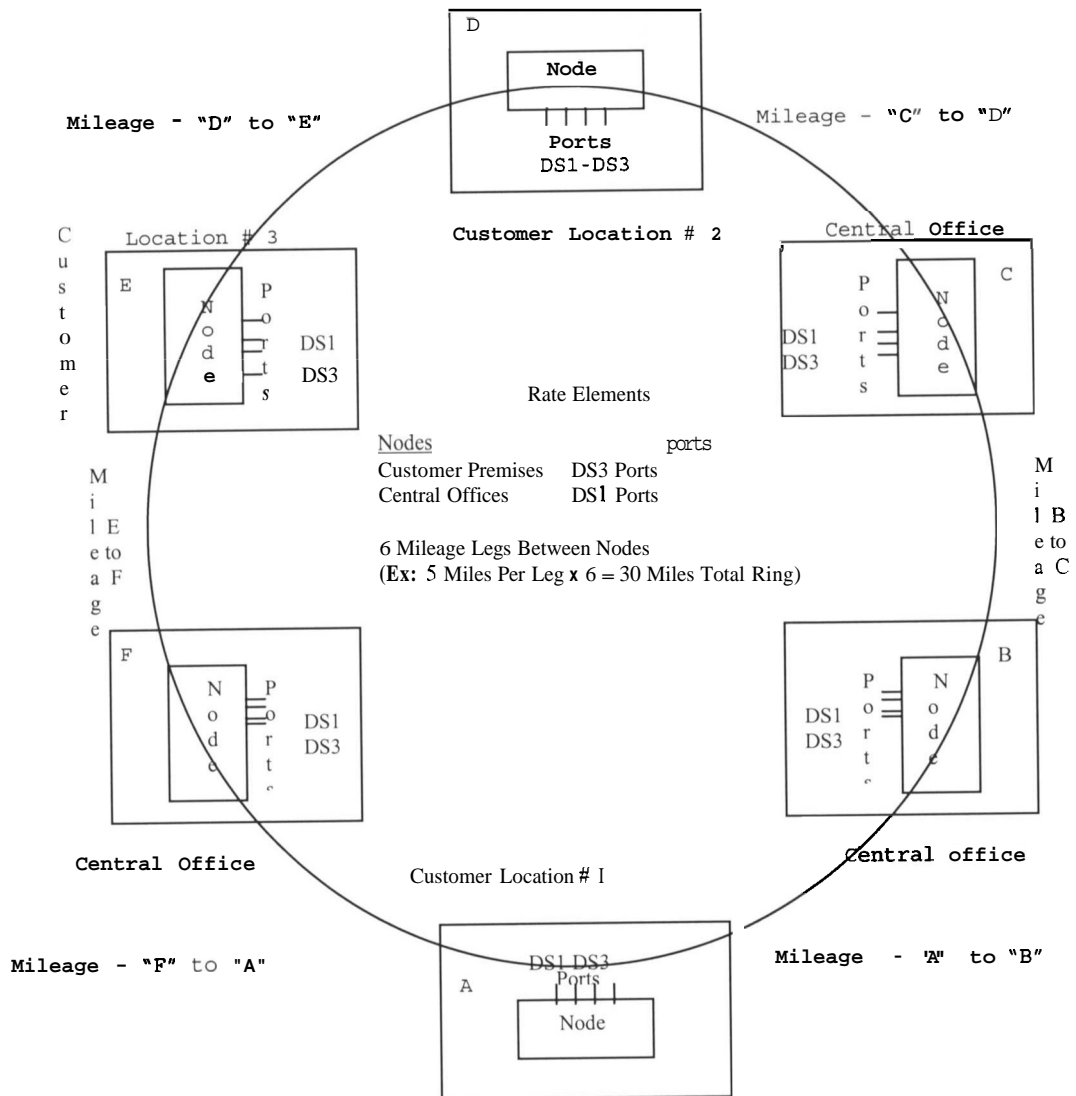 D
Node
Mileage - "D" to "E"
Mileage - "C" to "D"
Ports
DS1-DS3
Customer Location # 2
Customer
Location # 3
Central Office
E
Node
Ports
DS1
DS3
C
Node
Ports
DS1
DS3
Rate Elements
Nodes ports
Customer Premises DS3 Ports
Central Offices DS1 Ports
6 Mileage Legs Between Nodes
(Ex: 5 Miles Per Leg x 6 = 30 Miles Total Ring)
Mileage
E to F
Mileage
B to C
F
Node
Ports
DS1
DS3
B
Node
Ports
DS1
DS3
Central Office
Central office
Customer Location # I
Mileage - "F" to "A"
Mileage - "A" to "B"
A
DS1 DS3
Ports
Node